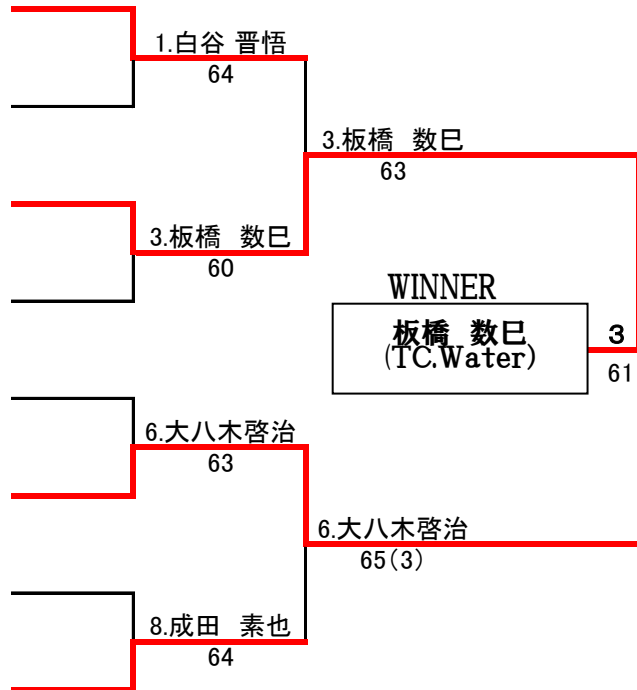 1.白谷 晋悟
64
3.板橋　数巳
63
3.板橋　数巳
60
WINNER
板橋 数巳
(TC.Water)
3
61
6.大八木啓治
63
6.大八木啓治
65(3)
8.成田　素也
64